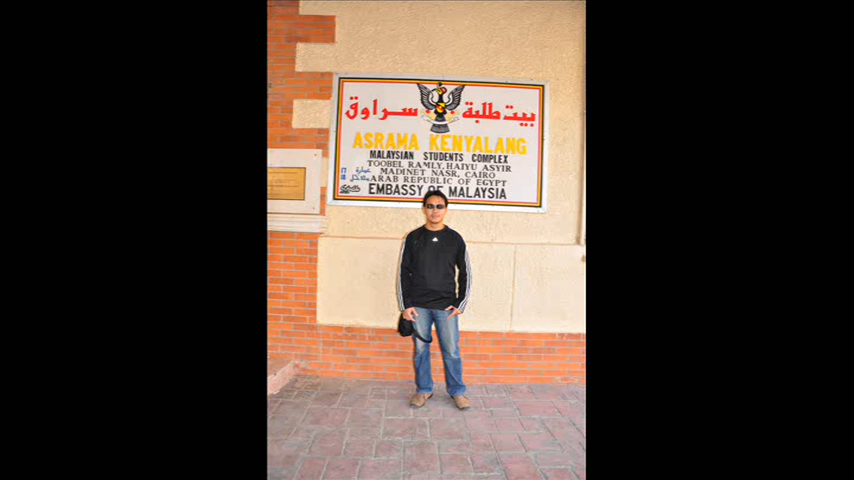 بيت طلبة سراوق
ASRAMA KENYALANG
MALAYSIAN STUDENTS COMPLEX
TOOBEL RAMLY, HAIYU ASYIR
MADINET NASR, CAIRO
ARAB REPUBLIC OF EGYPT
EMBASSY OF MALAYSIA